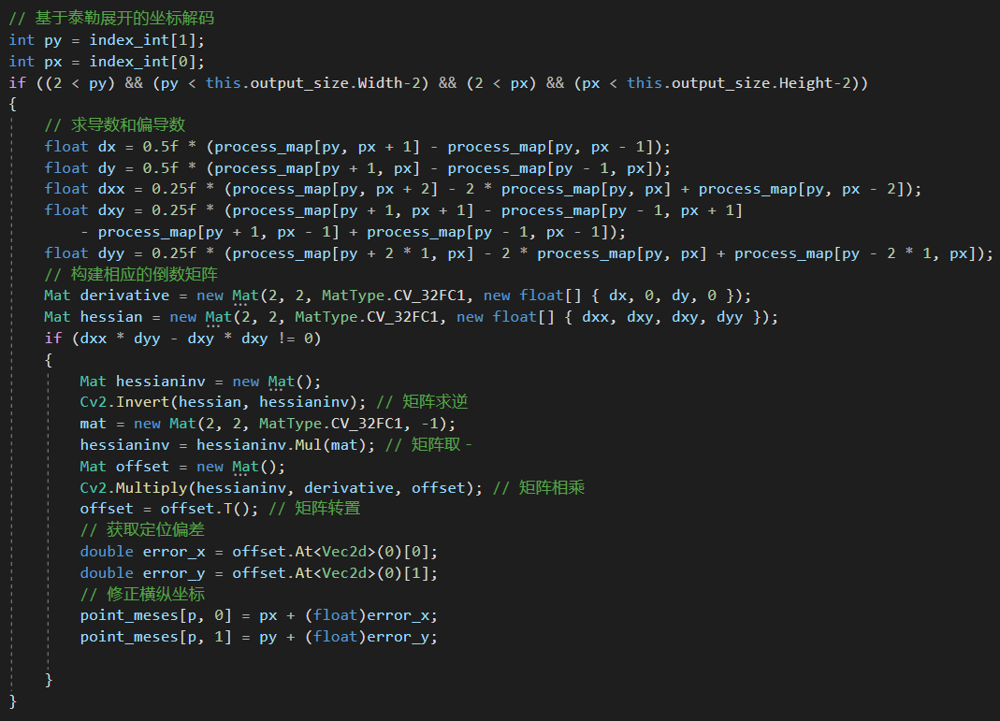 // 基于泰勒展开的坐标解码
int py = index_int[1];
int px = index_int[0];
if ((2 < py) && (py < this.output_size.Width-2) && (2 < px) && (px < this.output_size.Height-2))
{
    // 求导数和偏导数
    float dx = 0.5f * (process_map[py, px + 1] - process_map[py, px - 1]);
    float dy = 0.5f * (process_map[py + 1, px] - process_map[py - 1, px]);
    float dxx = 0.25f * (process_map[py, px + 2] - 2 * process_map[py, px] + process_map[py, px - 2]);
    float dxy = 0.25f * (process_map[py + 1, px + 1] - process_map[py - 1, px + 1]
        - process_map[py + 1, px - 1] + process_map[py - 1, px - 1]);
    float dyy = 0.25f * (process_map[py + 2 * 1, px] - 2 * process_map[py, px] + process_map[py - 2 * 1, px]);
    // 构建相应的倒数矩阵
    Mat derivative = new Mat(2, 2, MatType.CV_32FC1, new float[] { dx, 0, dy, 0 });
    Mat hessian = new Mat(2, 2, MatType.CV_32FC1, new float[] { dxx, dxy, dxy, dyy });
    if (dxx * dyy - dxy * dxy != 0)
    {
        Mat hessianinv = new Mat();
        Cv2.Invert(hessian, hessianinv); // 矩阵求逆
        mat = new Mat(2, 2, MatType.CV_32FC1, -1);
        hessianinv = hessianinv.Mul(mat); // 矩阵取 -
        Mat offset = new Mat();
        Cv2.Multiply(hessianinv, derivative, offset); // 矩阵相乘
        offset = offset.T(); // 矩阵转置
        // 获取定位偏差
        double error_x = offset.At<Vec2d>(0)[0];
        double error_y = offset.At<Vec2d>(0)[1];
        // 修正横纵坐标
        point_meses[p, 0] = px + (float)error_x;
        point_meses[p, 1] = py + (float)error_y;
    }
}